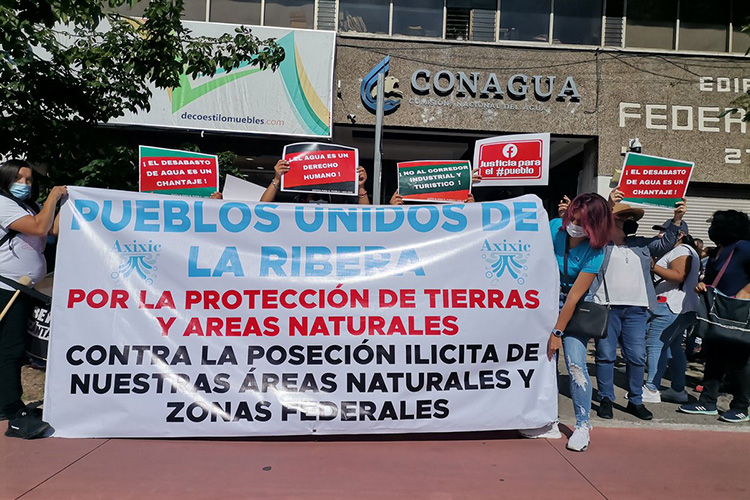 decoestilomuebles.com
CONAGUA
COMISIÓN NACIONAL DEL AGUA
EDIF
FEDER
¡ EL DESABASTO
DE AGUA ES UN
CHANTAJE !
¡EL AGUA ES UN
DERECHO
HUMANO!
¡ NO AL CORREDOR
INDUSTRIAL Y
TURISTICO !
Justicia
para el
#pueblo
¡ EL DESABASTO
DE AGUA ES UN
CHANTAJE !
PUEBLOS UNIDOS DE
LA RIBERA
Axixic
Axixic
POR LA PROTECCIÓN DE TIERRAS
Y AREAS NATURALES
CONTRA LA POSECIÓN ILICITA DE
NUESTRAS ÁREAS NATURALES Y
ZONAS FEDERALES